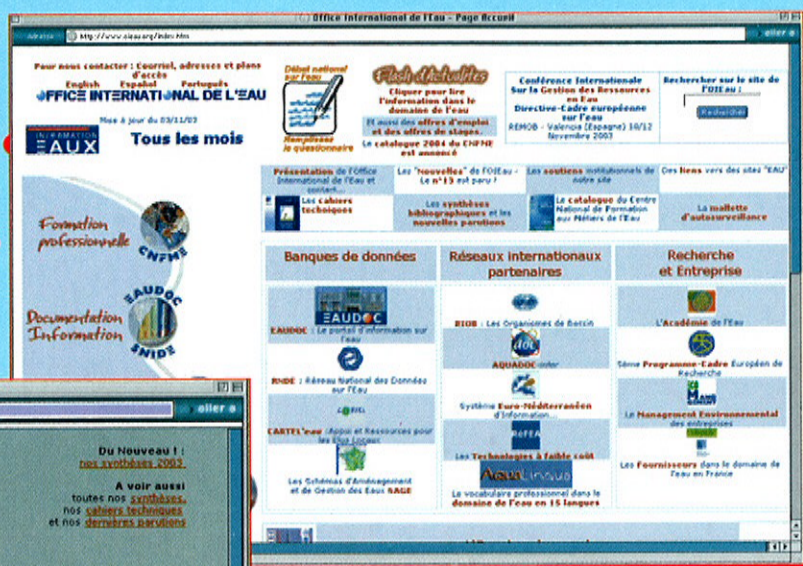 Office International de l'Eau - Page Accueil
Adresse http://www.oieau.org/index.htm
aller à
Pour nous contacter : Courriel, adresses et plans
d'accès
English Español Português
OFFICE INTERNATIONAL DE L'EAU
Mise à jour du 03/11/03
INFORMATION
EAUX
Tous les mois
Débat national
sur l'eau
Remplissez
le questionnaire
Flash d'Actualités
Cliquer pour lire
l'information dans le
domaine de l'eau
Et aussi des offres d'emploi
et des offres de stages.
Le catalogue 2004 du CNFME
est annoncé
Conférence Internationale
Sur la Gestion des Ressources
en Eau
Directive-Cadre européenne
sur l'Eau
REMOB - Valencia (Espagne) 10/12
Novembre 2003
Rechercher sur le site de
l'OIEau :
Rechercher
Présentation de l'Office
International de l'Eau et
contact...
Les "Nouvelles" de l'OIEau -
Le n°13 est paru !
Les soutiens institutionnels de
notre site
Des liens vers des sites "EAU"
Les cahiers
techniques
Les synthèses
bibliographiques et les
nouvelles parutions
Le catalogue du Centre
National de Formation
aux Métiers de l'Eau
La mallette
d'autosurveillance
Formation
professionnelle
CNFME
EAUDOC
Documentation
Information
SNIDE
Banques de données
EAUDOC
EAUDOC : Le portail d'information sur
l'eau
RNDE : Réseau National des Données
sur l'Eau
CARTEL'eau : Appui et Ressources pour
les Elus Locaux
Les Schémas d'Aménagement
et de Gestion des Eaux SAGE
Réseaux internationaux
partenaires
RIOB : Les Organismes de Bassin
doc
AQUADOC-inter
Système Euro-Méditerranéen
d'Information...
RéFEA
Les Technologies à faible coût
AquaLingua
Le vocabulaire professionnel dans le
domaine de l'Eau en 15 langues
Recherche
et Entreprise
L'Académie de l'Eau
5ème Programme-Cadre Européen de
Recherche
Le Management Environnemental
des entreprises
Les Fournisseurs dans le domaine de
l'eau en France
aller à
Du Nouveau ! :
nos synthèses 2003
A voir aussi
toutes nos synthèses,
nos cahiers techniques
et nos dernières parutions